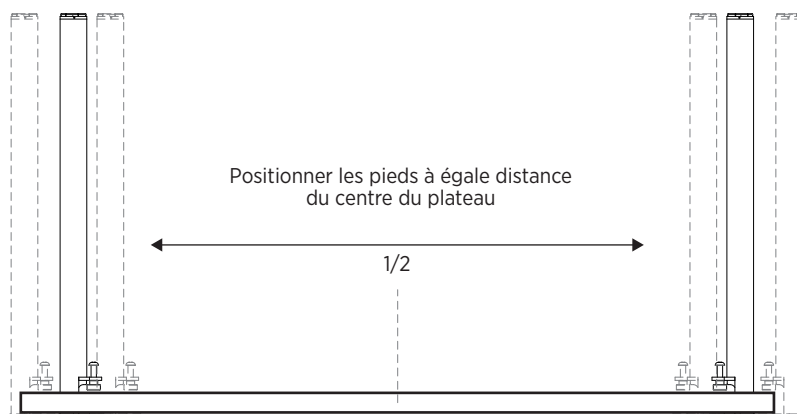 Positionner les pieds à égale distance
du centre du plateau
1/2